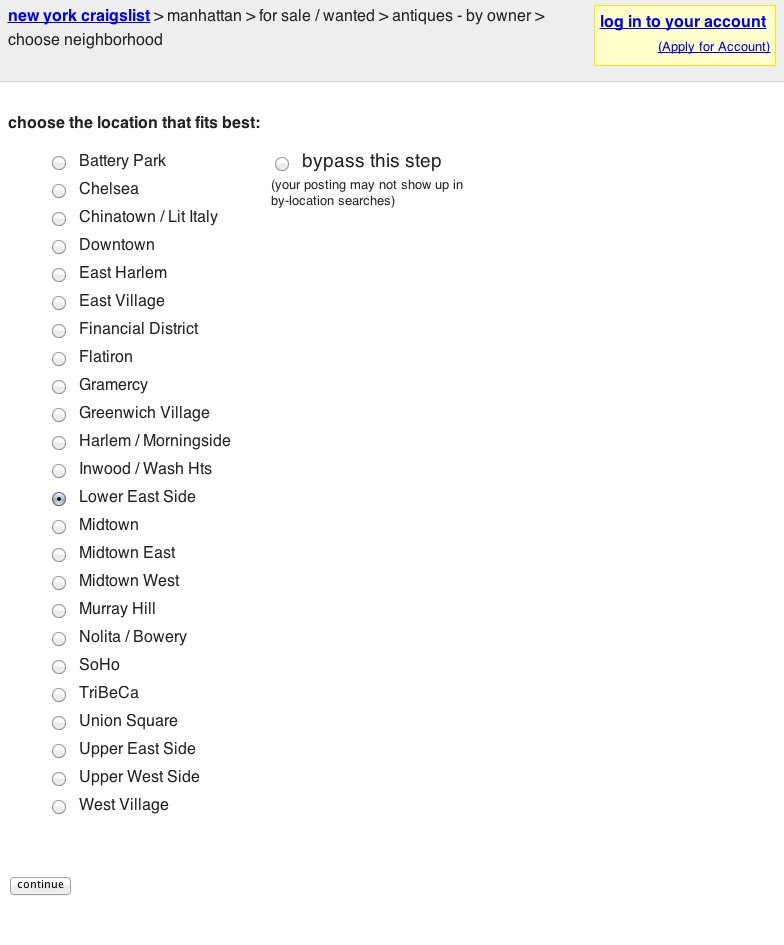 new york craigslist > manhattan > for sale / wanted > antiques - by owner >
choose neighborhood
log in to your account
(Apply for Account)
choose the location that fits best:
Battery Park
Chelsea
Chinatown / Lit Italy
Downtown
East Harlem
East Village
Financial District
Flatiron
Gramercy
Greenwich Village
Harlem / Morningside
Inwood / Wash Hts
Lower East Side
Midtown
Midtown East
Midtown West
Murray Hill
Nolita / Bowery
SoHo
TriBeCa
Union Square
Upper East Side
Upper West Side
West Village
bypass this step
(your posting may not show up in
by-location searches)
continue